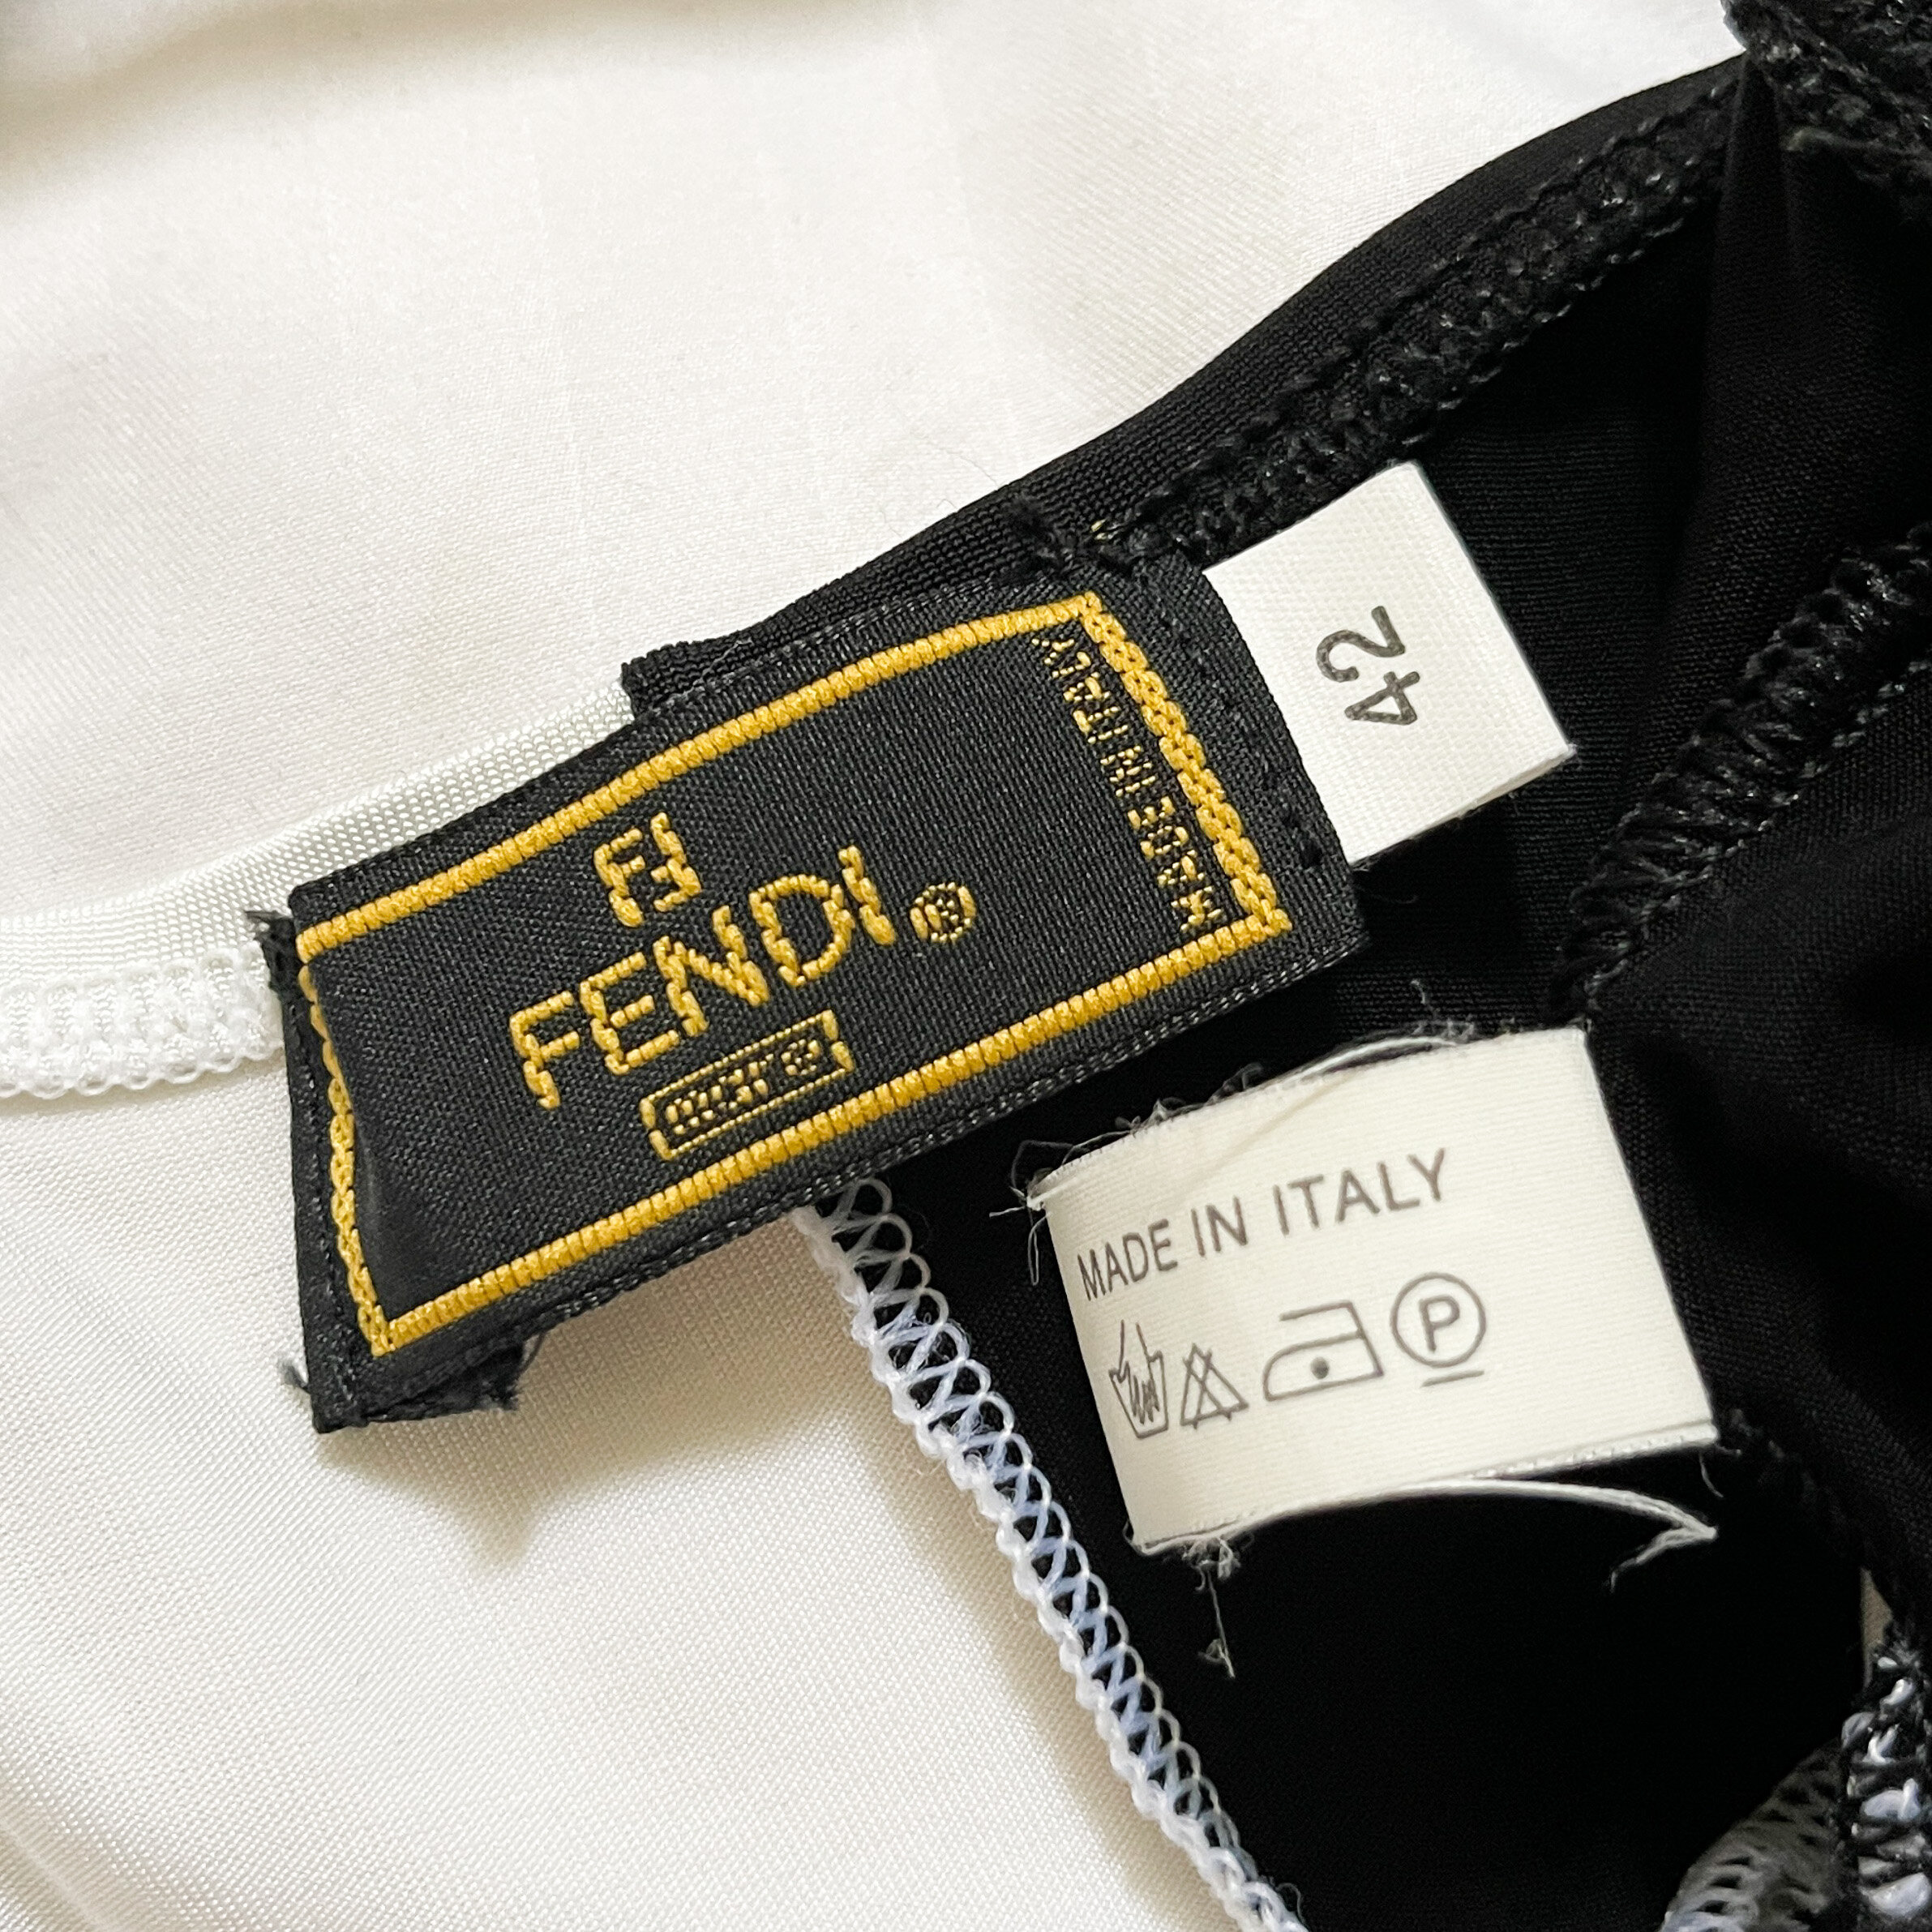 FF
FENDI®
MADE IN ITALY
42
MADE IN ITALY
P